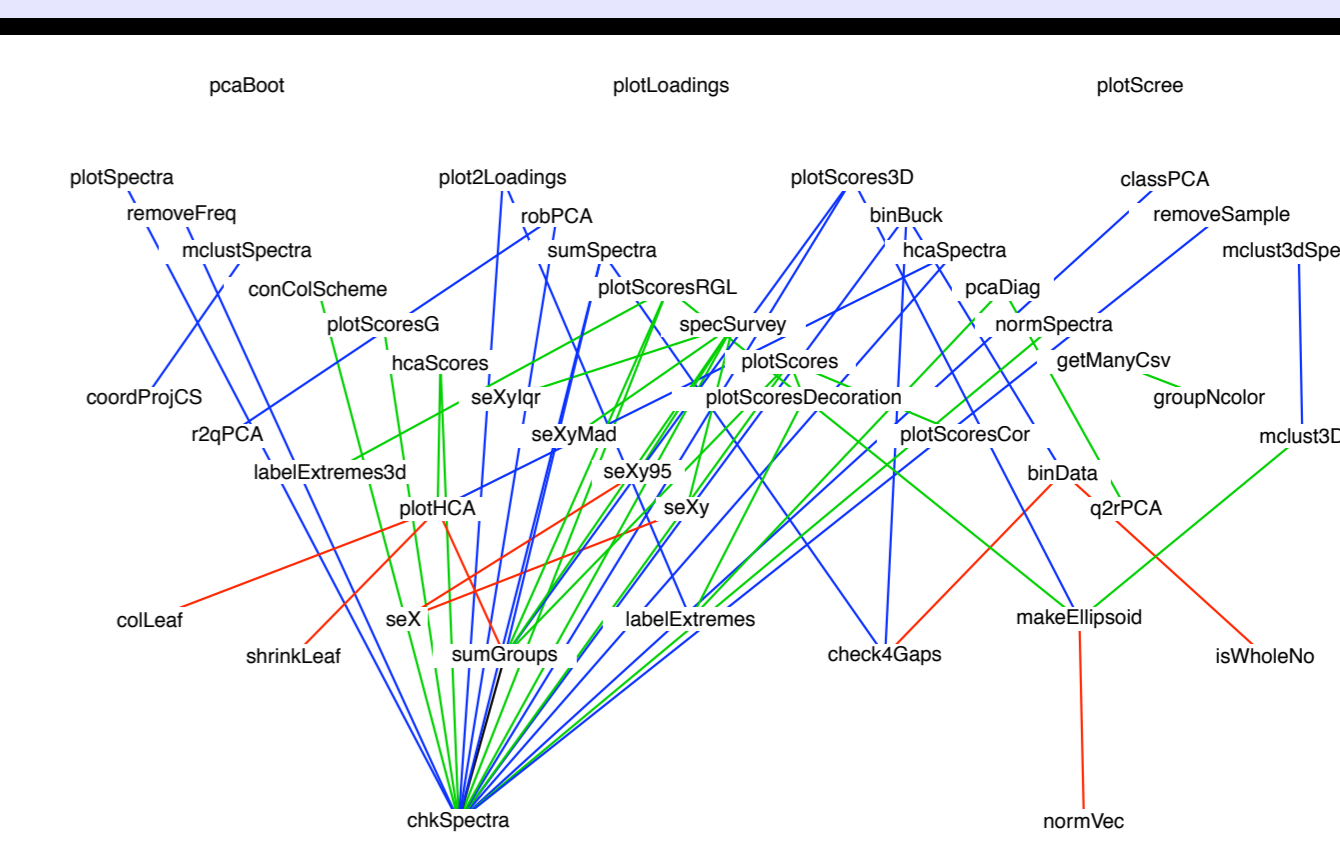 pcaBoot
plotLoadings
plotScree
plotSpectra
plot2Loadings
plotScores3D
classPCA
removeFreq
robPCA
binBuck
removeSample
mclustSpectra
sumSpectra
hcaSpectra
mclust3dSpe
conColScheme
plotScoresRGL
pcaDiag
plotScoresG
specSurvey
normSpectra
hcaScores
plotScores
getManyCsv
coordProjCS
seXyIqr
plotScoresDecoration
groupNcolor
r2qPCA
seXyMad
plotScoresCor
mclust3D
labelExtremes3d
seXy95
binData
plotHCA
seXy
q2rPCA
colLeaf
seX
labelExtremes
makeEllipsoid
shrinkLeaf
sumGroups
check4Gaps
isWholeNo
chkSpectra
normVec